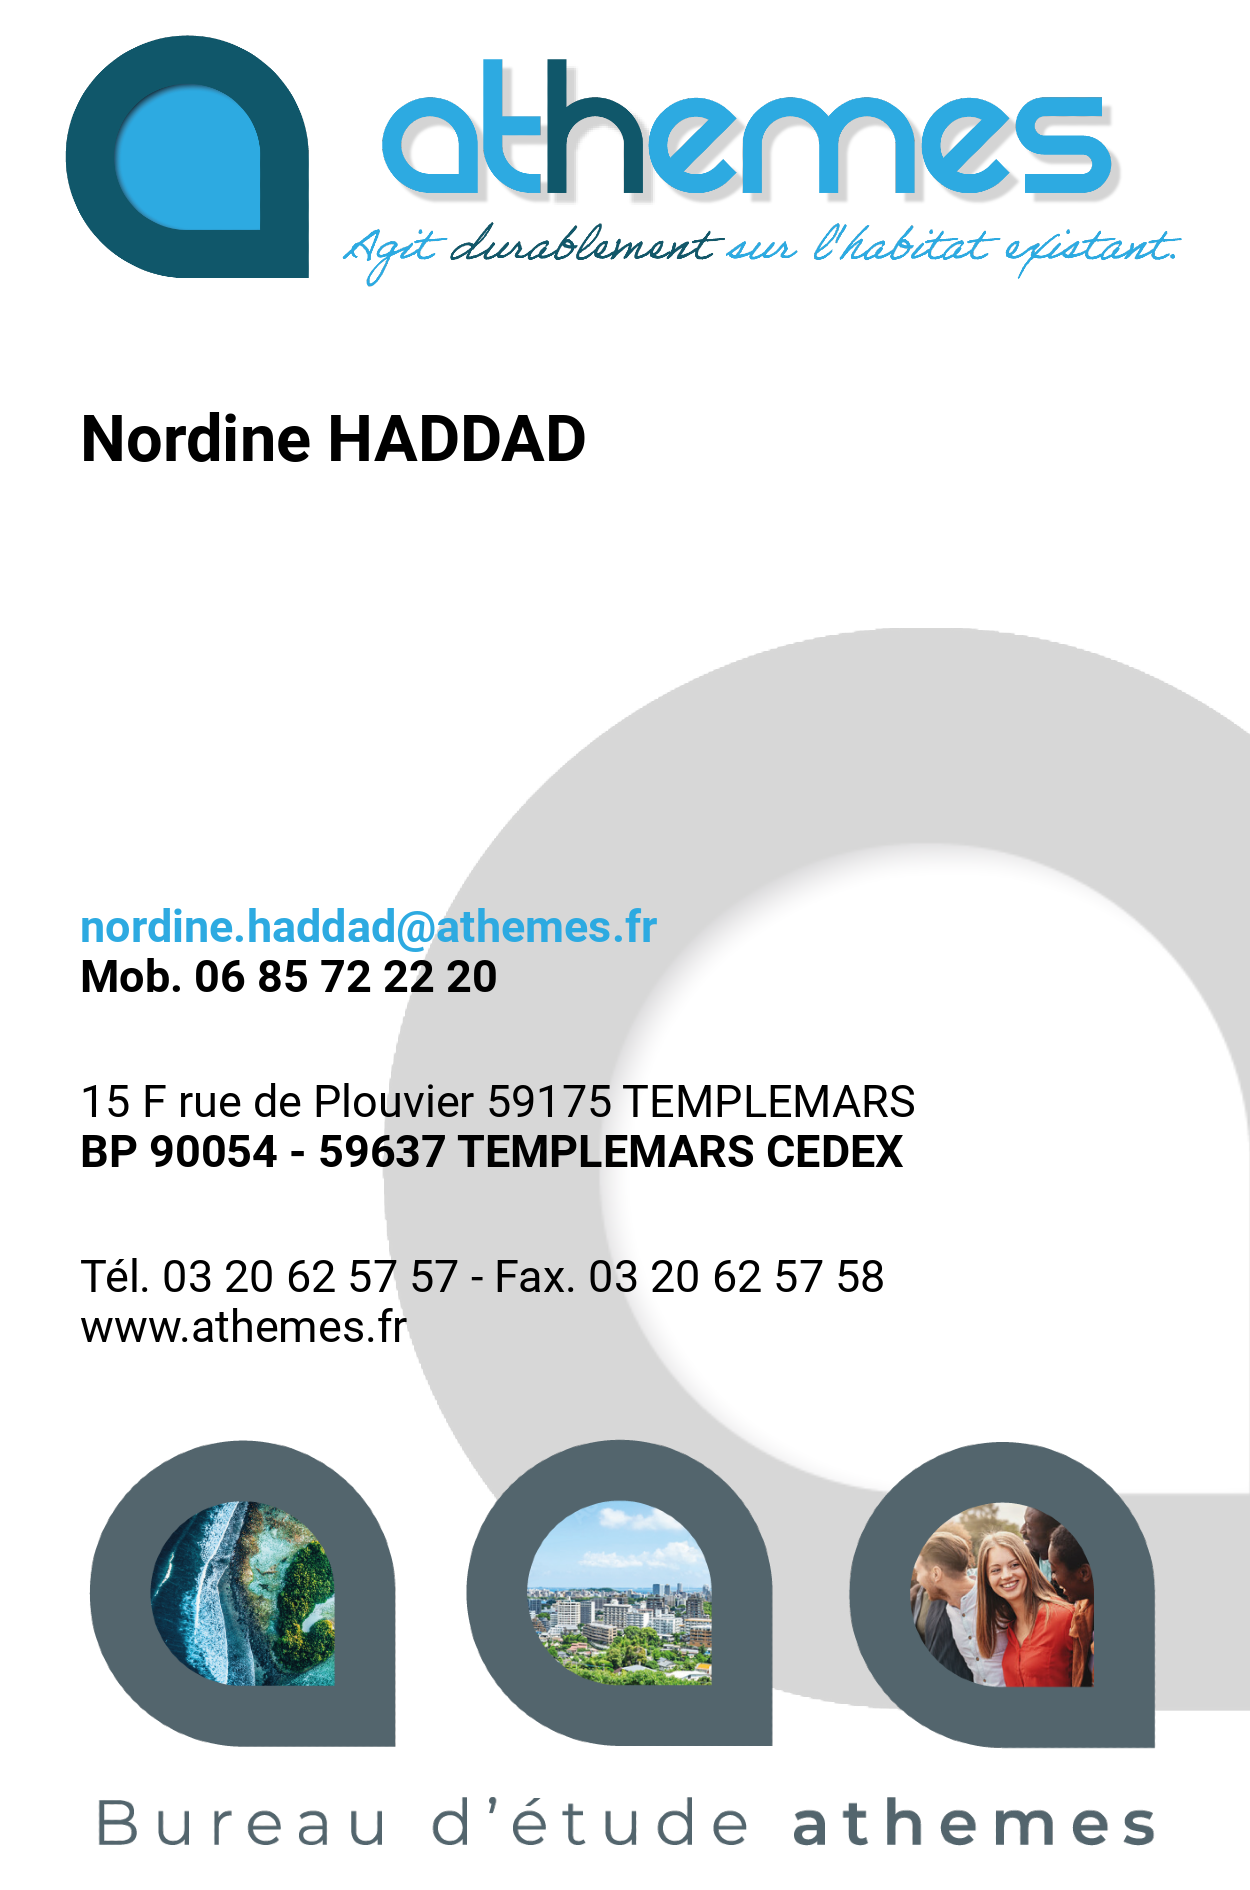 athemes
Agit durablement sur l'habitat existant.
Nordine HADDAD
nordine.haddad@athemes.fr
Mob. 06 85 72 22 20
15 F rue de Plouvier 59175 TEMPLEMARS
BP 90054 - 59637 TEMPLEMARS CEDEX
Tél. 03 20 62 57 57 - Fax. 03 20 62 57 58
www.athemes.fr
Bureau d’étude athemes